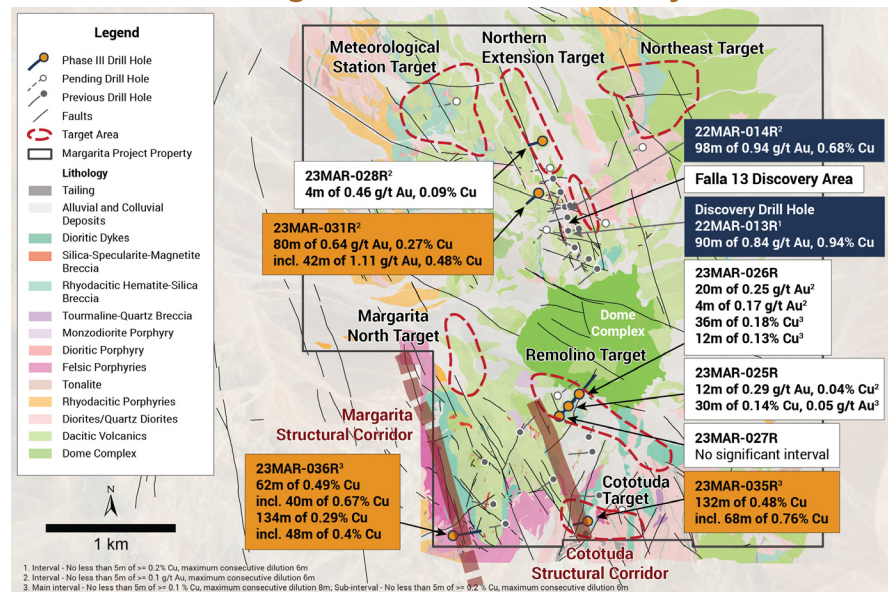 Legend
Phase III Drill Hole
Pending Drill Hole
Previous Drill Hole
Faults
Target Area
Margarita Project Property
Lithology
Tailing
Alluvial and Colluvial
Deposits
Dioritic Dykes
Silica-Specularite-Magnetite
Breccia
Rhyodacitic Hematite-Silica
Breccia
Tourmaline-Quartz Breccia
Monzodiorite Porphyry
Dioritic Porphyry
Felsic Porphyries
Tonalite
Rhyodacitic Porphyries
Diorites/Quartz Diorites
Dacitic Volcanics
Dome Complex
N
1 km
Meteorological
Station Target
Northern
Extension Target
Northeast Target
22MAR-014R²
98m of 0.94 g/t Au, 0.68% Cu
Falla 13 Discovery Area
Discovery Drill Hole
22MAR-013R¹
90m of 0.84 g/t Au, 0.94% Cu
23MAR-028R²
4m of 0.46 g/t Au, 0.09% Cu
23MAR-031R²
80m of 0.64 g/t Au, 0.27% Cu
incl. 42m of 1.11 g/t Au, 0.48% Cu
23MAR-026R
20m of 0.25 g/t Au²
4m of 0.17 g/t Au²
36m of 0.18% Cu³
12m of 0.13% Cu³
Dome
Complex
Margarita
North Target
Remolino Target
23MAR-025R
12m of 0.29 g/t Au, 0.04% Cu²
30m of 0.14% Cu, 0.05 g/t Au³
23MAR-027R
No significant interval
Margarita
Structural Corridor
23MAR-036R³
62m of 0.49% Cu
incl. 40m of 0.67% Cu
134m of 0.29% Cu
incl. 48m of 0.4% Cu
Cototuda
Target
23MAR-035R³
132m of 0.48% Cu
incl. 68m of 0.76% Cu
Cototuda
Structural Corridor
1. Interval - No less than 5m of >= 0.2% Cu, maximum consecutive dilution 6m
2. Interval - No less than 5m of >= 0.1 g/t Au, maximum consecutive dilution 6m
3. Main interval - No less than 5m of >= 0.1 % Cu, maximum consecutive dilution 8m; Sub-interval - No less than 5m of >= 0.2 % Cu, maximum consecutive dilution 6m